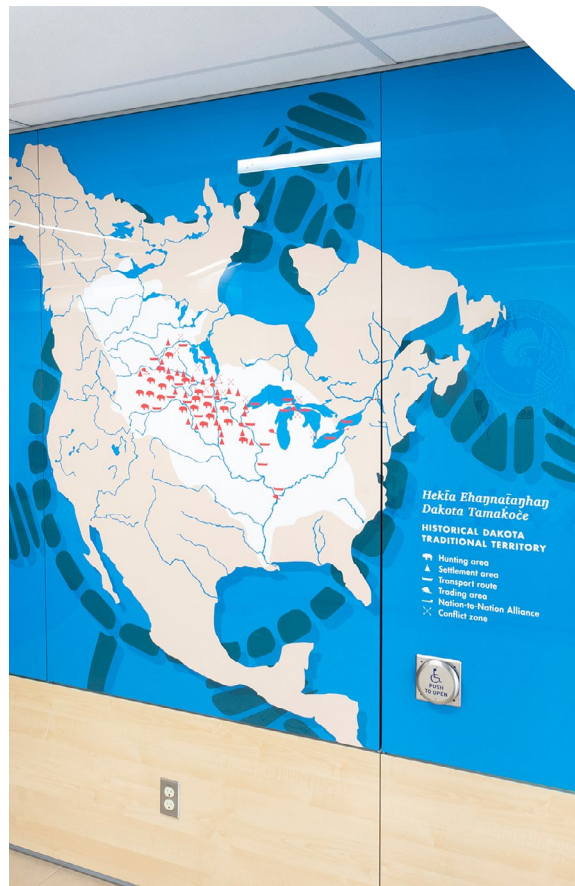 Hekta Ehaŋnataŋhaŋ
Dakota Tamakoče
HISTORICAL DAKOTA
TRADITIONAL TERRITORY
Hunting area
Settlement area
Transport route
Trading area
Nation-to-Nation Alliance
Conflict zone
PUSH
TO OPEN